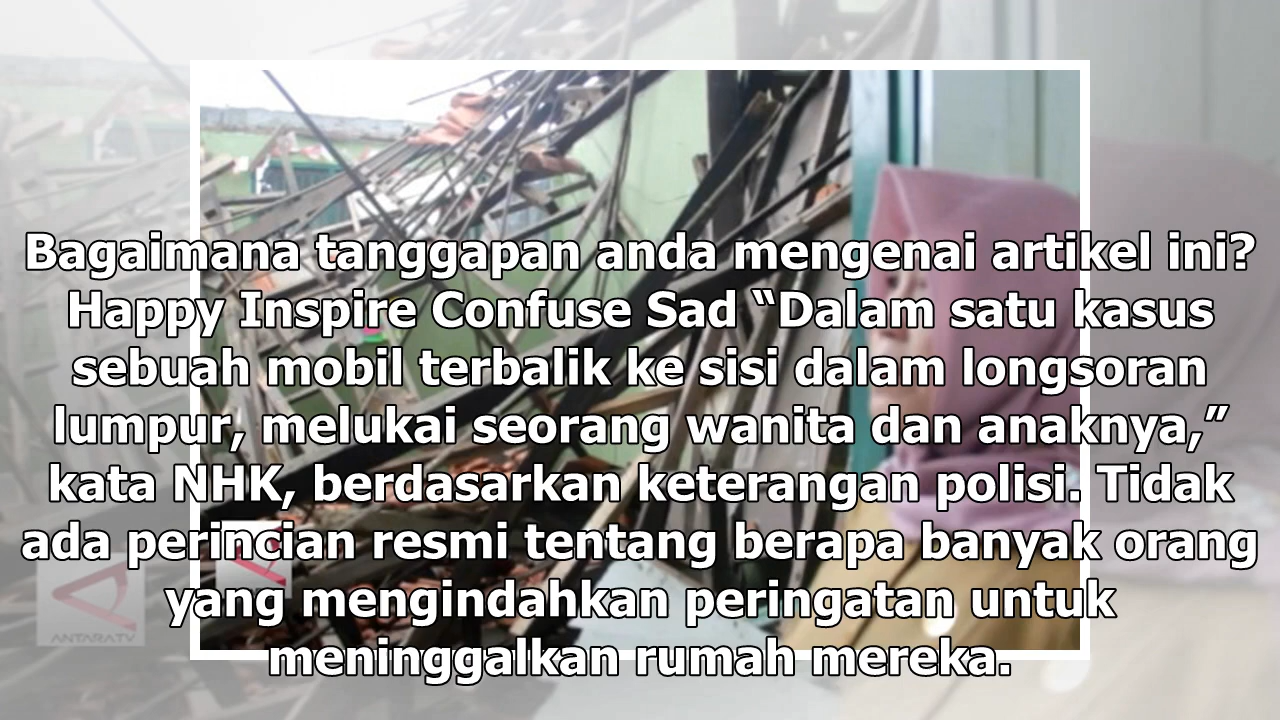 Bagaimana tanggapan anda mengenai artikel ini?
Happy Inspire Confuse Sad “Dalam satu kasus
sebuah mobil terbalik ke sisi dalam longsoran
lumpur, melukai seorang wanita dan anaknya,”
kata NHK, berdasarkan keterangan polisi. Tidak
ada perincian resmi tentang berapa banyak orang
yang mengindahkan peringatan untuk
meninggalkan rumah mereka.
ANTARATV